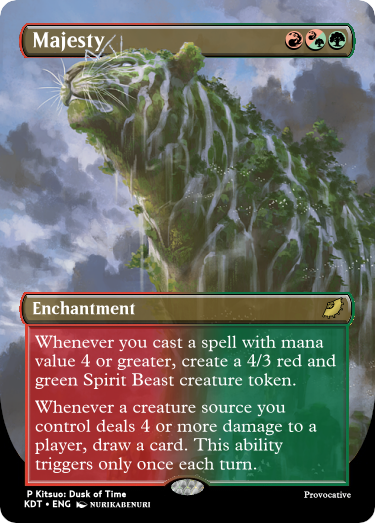 Majesty
Enchantment
Whenever you cast a spell with mana
value 4 or greater, create a 4/3 red and
green Spirit Beast creature token.
Whenever a creature source you
control deals 4 or more damage to a
player, draw a card. This ability
triggers only once each turn.
P Kitsuo: Dusk of Time
KDT • ENG NURIKABENURI
Provocative